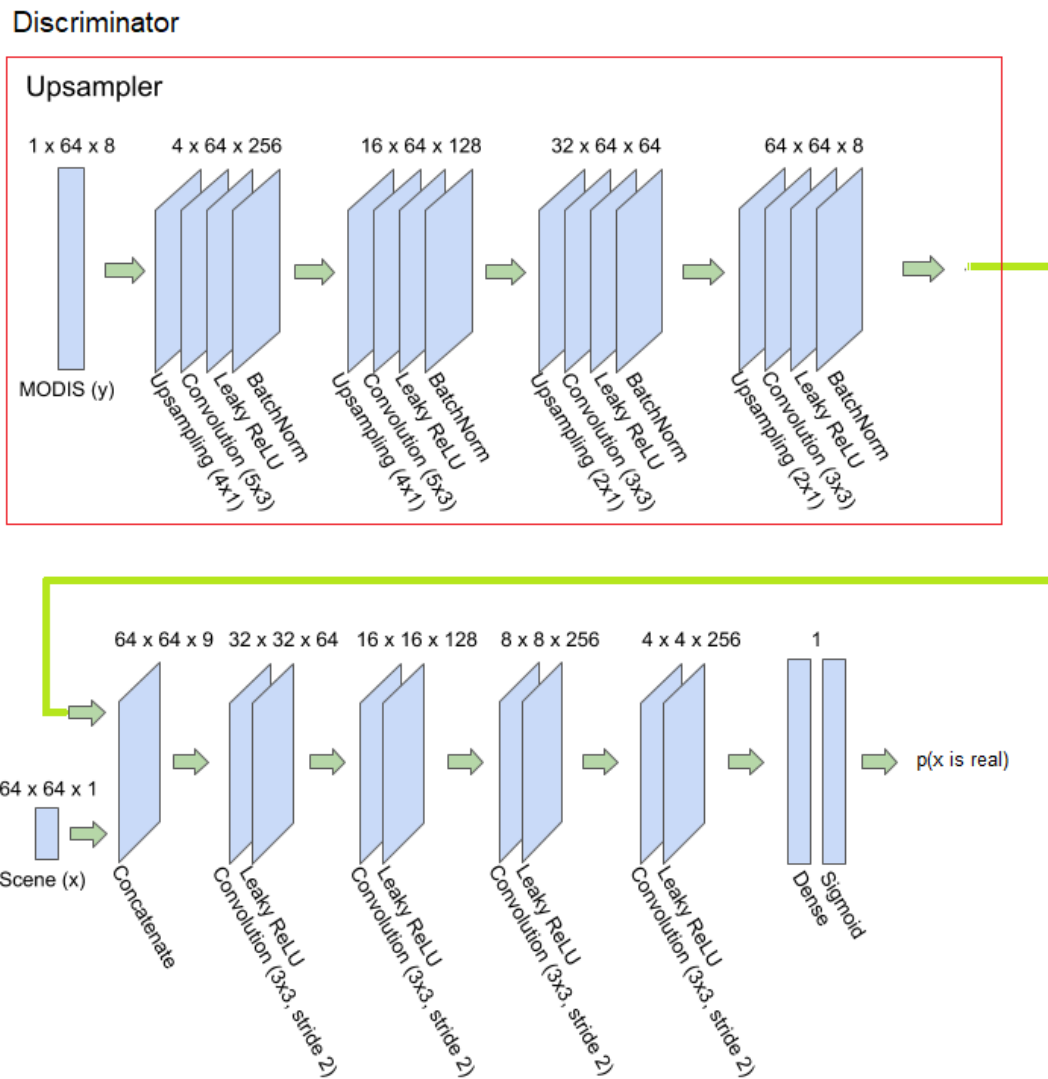 Discriminator
Upsampler
1 x 64 x 8
4 x 64 x 256
16 x 64 x 128
32 x 64 x 64
64 x 64 x 8
MODIS (y)
Upsampling (4x1)
Convolution (5x3)
Leaky ReLU
BatchNorm
Upsampling (4x1)
Convolution (5x3)
Leaky ReLU
BatchNorm
Upsampling (2x1)
Convolution (3x3)
Leaky ReLU
BatchNorm
Upsampling (2x1)
Convolution (3x3)
Leaky ReLU
BatchNorm
64 x 64 x 9
32 x 32 x 64
16 x 16 x 128
8 x 8 x 256
4 x 4 x 256
1
64 x 64 x 1
Scene (x)
p(x is real)
Concatenate
Convolution (3x3, stride 2)
Leaky ReLU
Convolution (3x3, stride 2)
Leaky ReLU
Convolution (3x3, stride 2)
Leaky ReLU
Convolution (3x3, stride 2)
Leaky ReLU
Dense
Sigmoid